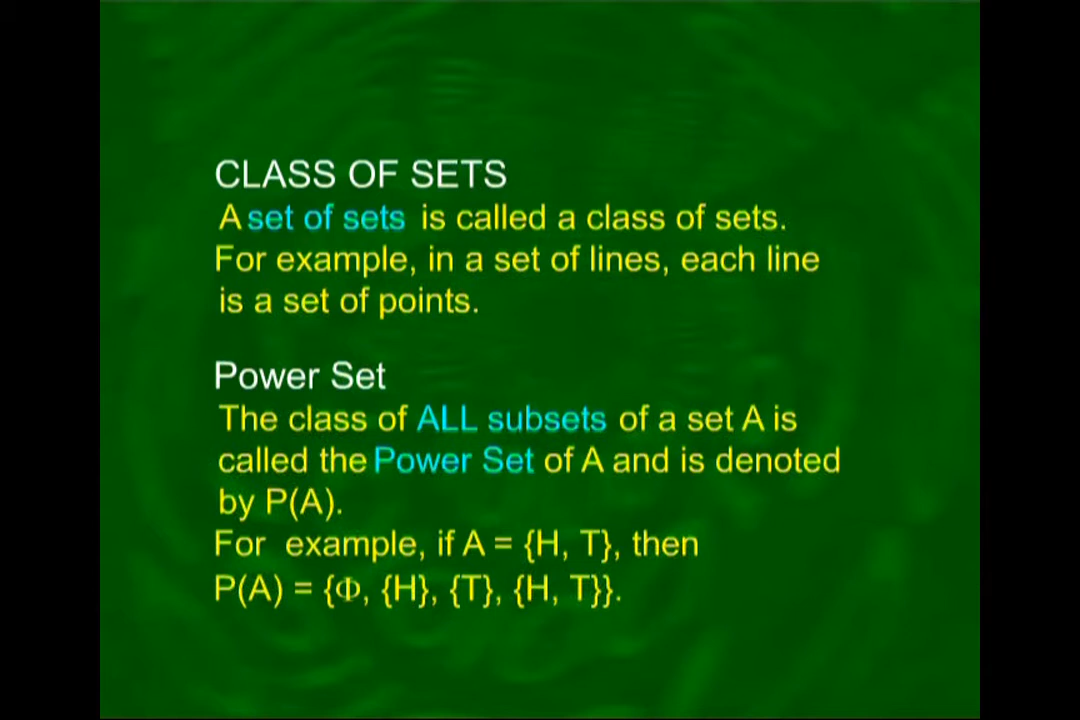 CLASS OF SETS
A set of sets is called a class of sets.
For example, in a set of lines, each line
is a set of points.
Power Set
The class of ALL subsets of a set A is
called the Power Set of A and is denoted
by P(A).
For example, if A = {H, T}, then
P(A) = {Φ, {H}, {T}, {H, T}}.